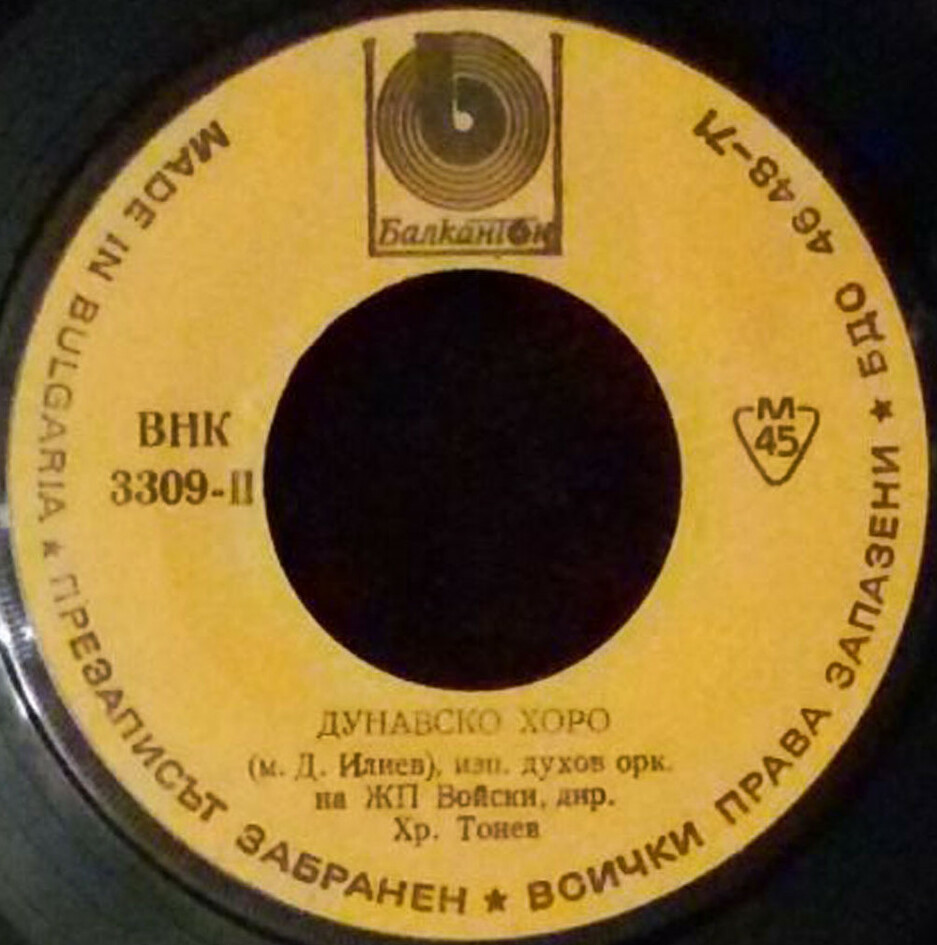 Балкантон
MADE IN BULGARIA ★ ПРЕЗАПИСЪТ ЗАБРАНЕН ★ ВСИЧКИ ПРАВА ЗАПАЗЕНИ ★ БДО 4648-71
ВНК
3309-II
М
45
ДУНАВСКО ХОРО
(м. Д. Илиев), изп. духов орк.
на ЖП Войски, дир.
Хр. Тонев